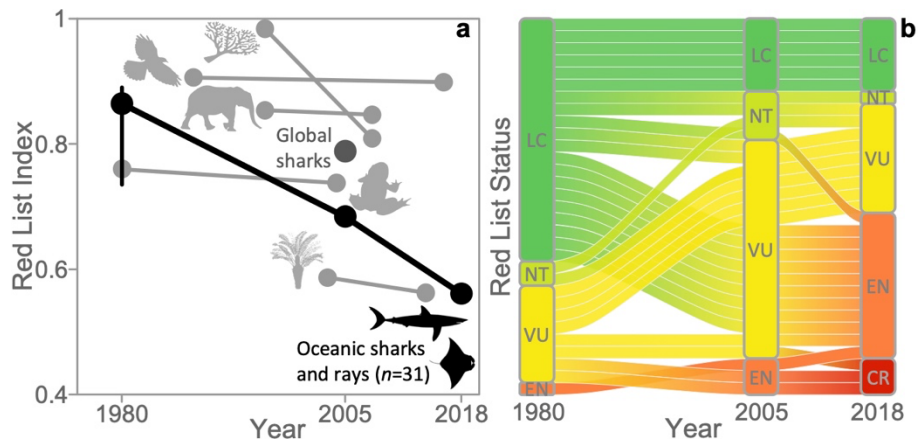 a
Red List Index
1
0.8
0.6
0.4
Global
sharks
Oceanic sharks
and rays (n=31)
1980
2005
2018
Year
b
Red List Status
LC
NT
VU
EN
LC
NT
VU
EN
LC
NT
VU
EN
CR
1980
2005
2018
Year